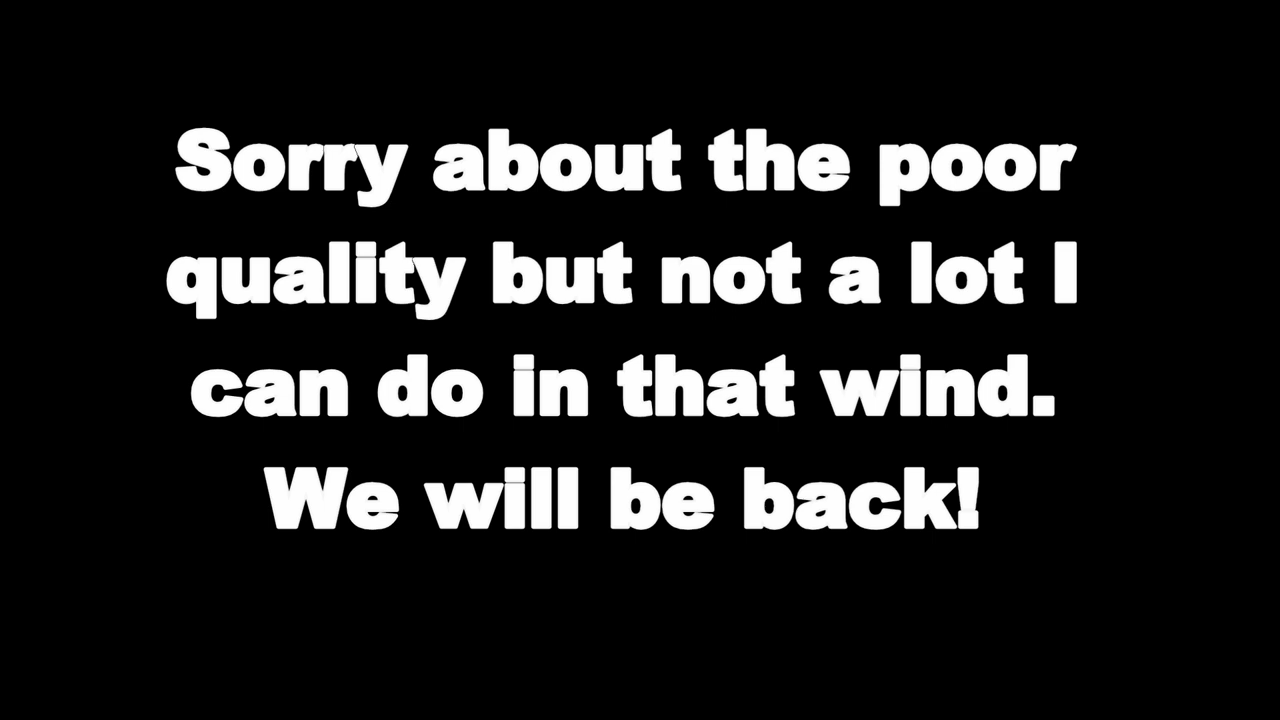 Sorry about the poor
quality but not a lot I
can do in that wind.
We will be back!